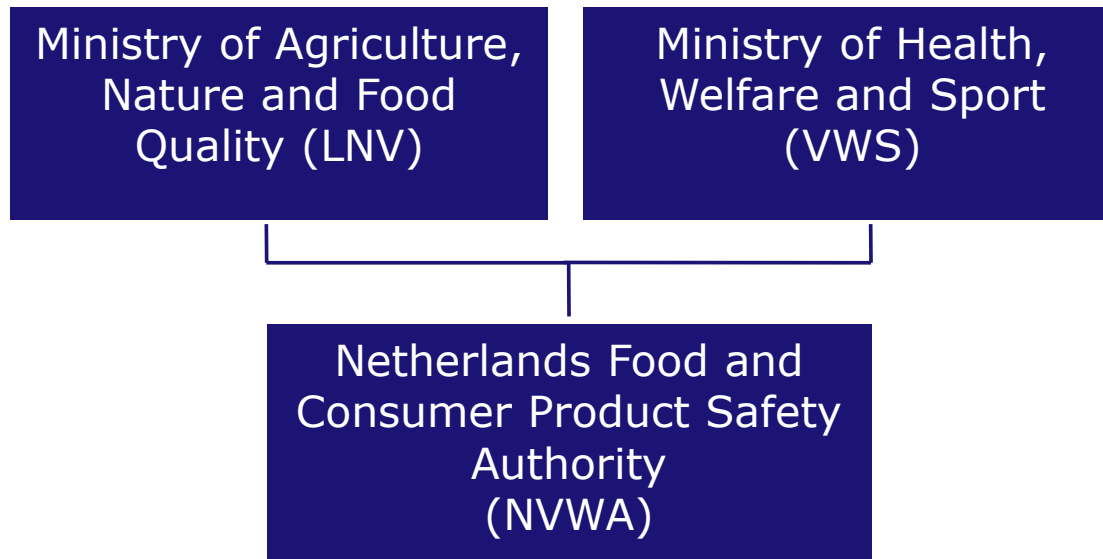 Ministry of Agriculture,
Nature and Food
Quality (LNV)
Ministry of Health,
Welfare and Sport
(VWS)
Netherlands Food and
Consumer Product Safety
Authority
(NVWA)